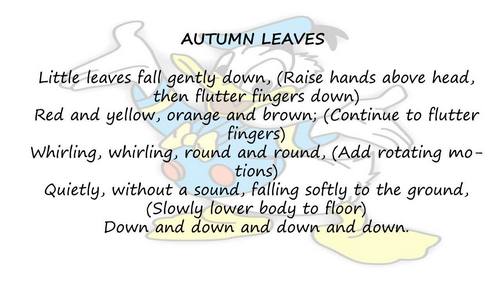 AUTUMN LEAVES
Little leaves fall gently down, (Raise hands above head,
then flutter fingers down)
Red and yellow, orange and brown; (Continue to flutter
fingers)
Whirling, whirling, round and round, (Add rotating mo-
tions)
Quietly, without a sound, falling softly to the ground,
(Slowly lower body to floor)
Down and down and down and down.